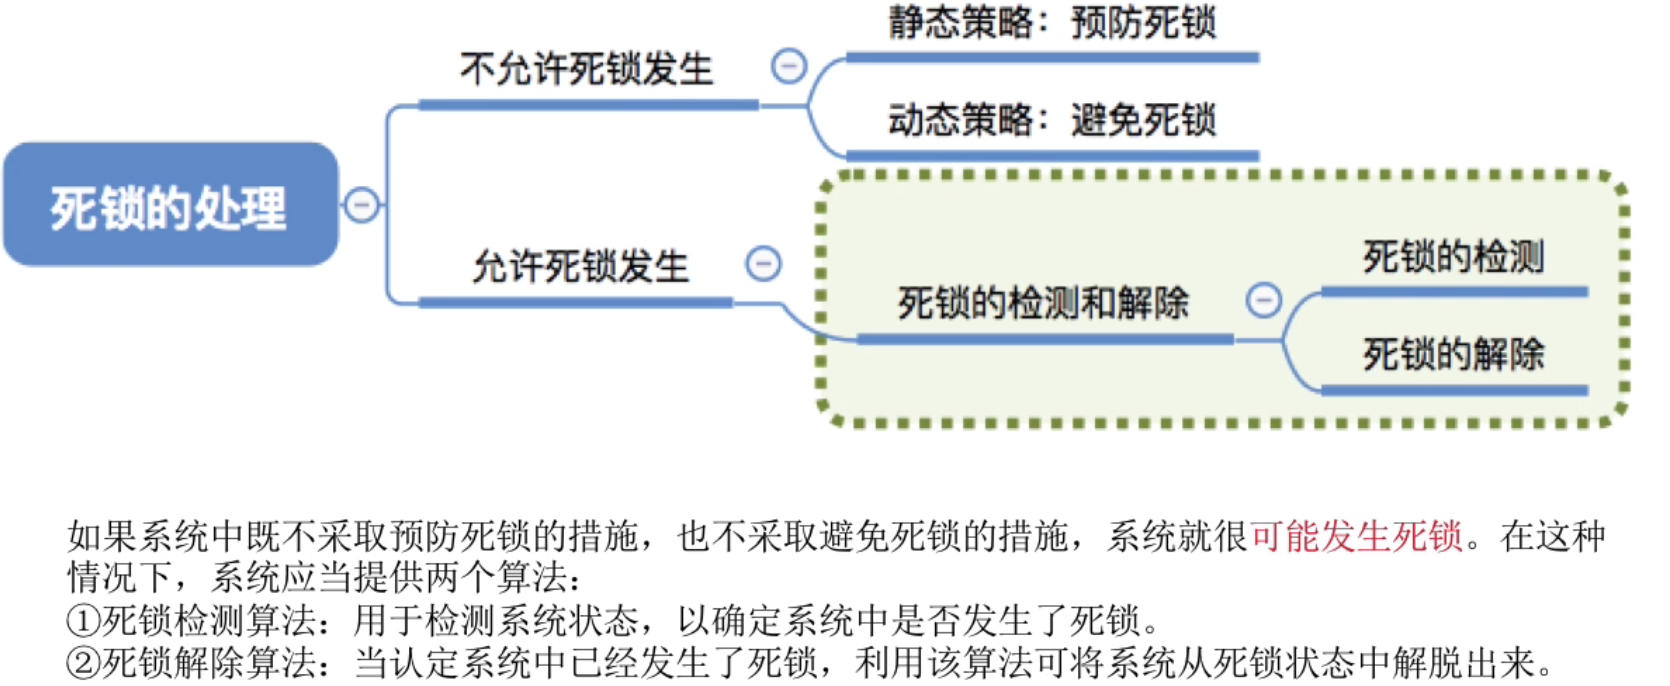 静态策略：预防死锁
不允许死锁发生
动态策略：避免死锁
死锁的处理
允许死锁发生
死锁的检测
死锁的检测和解除
死锁的解除
如果系统中既不采取预防死锁的措施，也不采取避免死锁的措施，系统就很可能发生死锁。在这种
情况下，系统应当提供两个算法：
①死锁检测算法：用于检测系统状态，以确定系统中是否发生了死锁。
②死锁解除算法：当认定系统中已经发生了死锁，利用该算法可将系统从死锁状态中解脱出来。